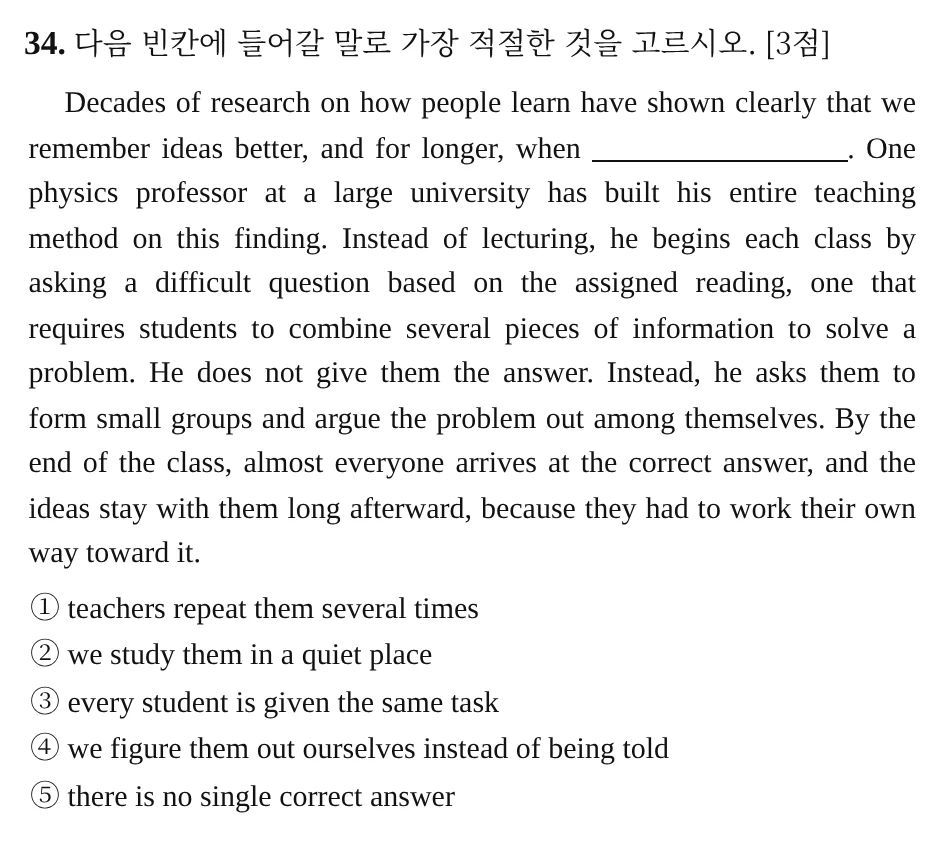 34. 다음 빈칸에 들어갈 말로 가장 적절한 것을 고르시오. [3점]
Decades of research on how people learn have shown clearly that we
remember ideas better, and for longer, when ________________. One
physics professor at a large university has built his entire teaching
method on this finding. Instead of lecturing, he begins each class by
asking a difficult question based on the assigned reading, one that
requires students to combine several pieces of information to solve a
problem. He does not give them the answer. Instead, he asks them to
form small groups and argue the problem out among themselves. By the
end of the class, almost everyone arrives at the correct answer, and the
ideas stay with them long afterward, because they had to work their own
way toward it.
① teachers repeat them several times
② we study them in a quiet place
③ every student is given the same task
④ we figure them out ourselves instead of being told
⑤ there is no single correct answer